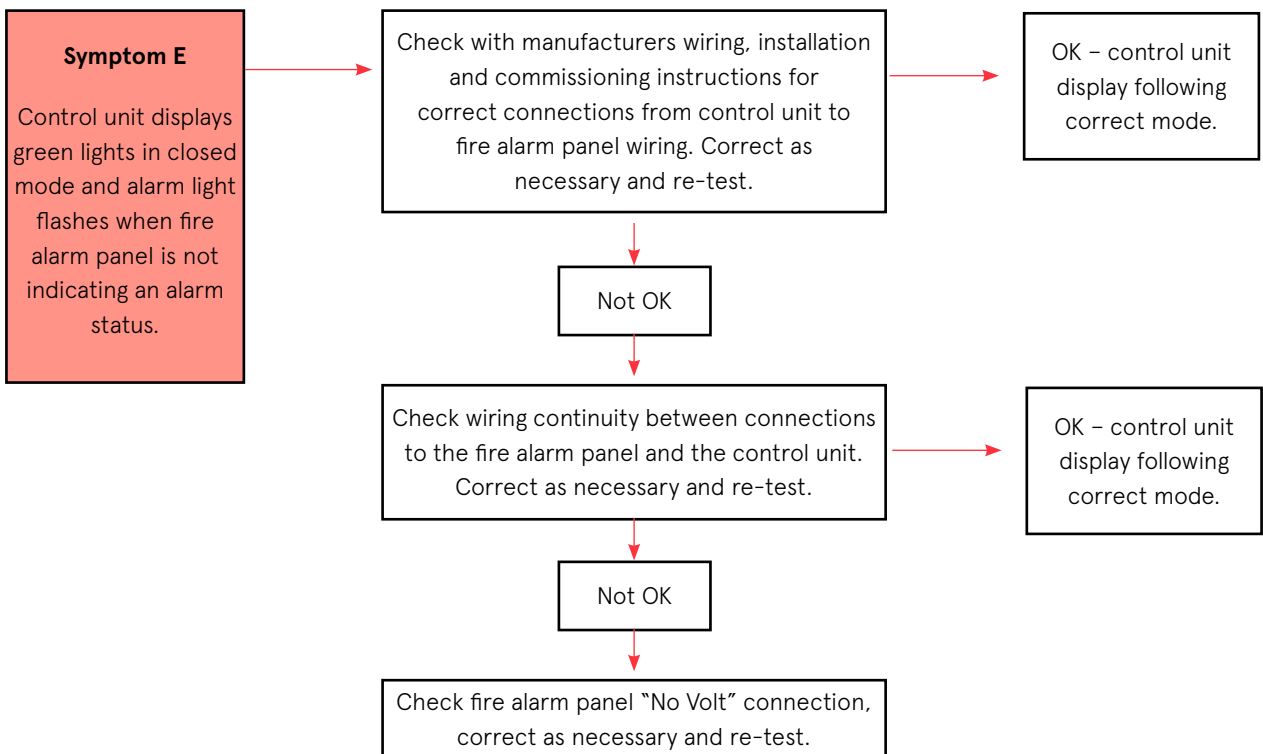 Symptom E
Control unit displays
green lights in closed
mode and alarm light
flashes when fire
alarm panel is not
indicating an alarm
status.
Check with manufacturers wiring, installation
and commissioning instructions for
correct connections from control unit to
fire alarm panel wiring. Correct as
necessary and re-test.
OK – control unit
display following
correct mode.
Not OK
Check wiring continuity between connections
to the fire alarm panel and the control unit.
Correct as necessary and re-test.
OK – control unit
display following
correct mode.
Not OK
Check fire alarm panel “No Volt” connection,
correct as necessary and re-test.